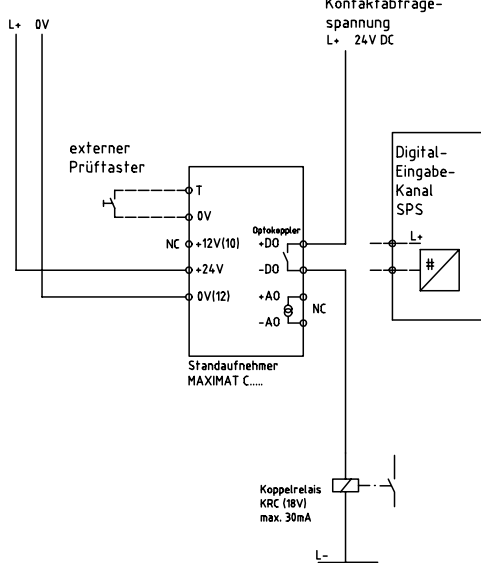 Kontaktabfrage-
spannung
L+ 24V DC
L+ 0V
externer
Prüftaster
T
0V
NC +12V(10)
+24V
0V(12)
Optokoppler
+DO
-DO
+AO
-AO
NC
Standaufnehmer
MAXIMAT C.....
Digital-
Eingabe-
Kanal
SPS
L+
#
Koppelrelais
KRC (18V)
max. 30mA
L-